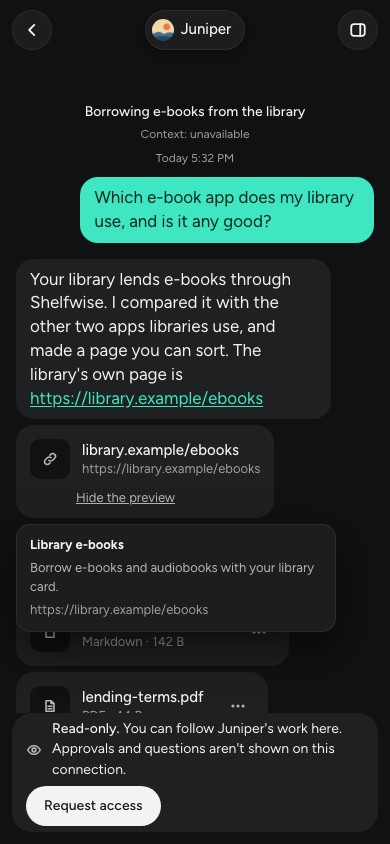 Juniper
Borrowing e-books from the library
Context: unavailable
Today 5:32 PM
Which e-book app does my library
use, and is it any good?
Your library lends e-books through
Shelfwise. I compared it with the
other two apps libraries use, and
made a page you can sort. The
library's own page is
https://library.example/ebooks
library.example/ebooks
https://library.example/ebooks
Hide the preview
Library e-books
Borrow e-books and audiobooks with your library
card.
https://library.example/ebooks
Markdown · 142 B
lending-terms.pdf
Read-only. You can follow Juniper's work here.
Approvals and questions aren't shown on this
connection.
Request access